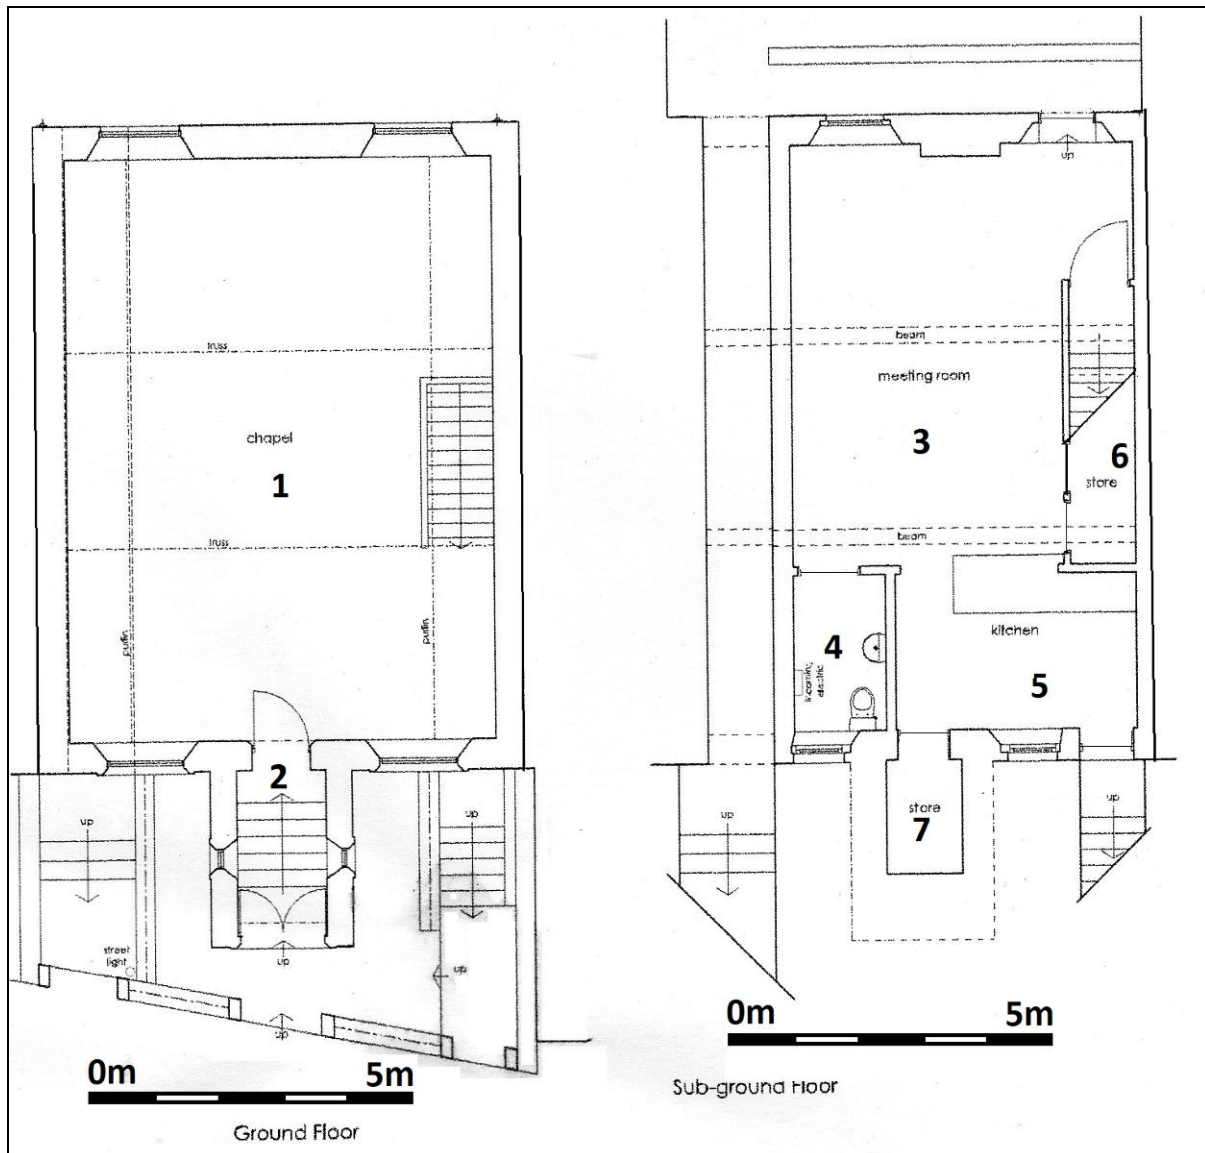 truss
chapel
1
truss
purlin
purlin
2
up
up
street
light
up
up
up
0m
5m
Ground Floor
up
beam
meeting room
3
6
store
beam
kitchen
4
5
incoming
electric
store
7
up
up
0m
5m
Sub-ground Floor